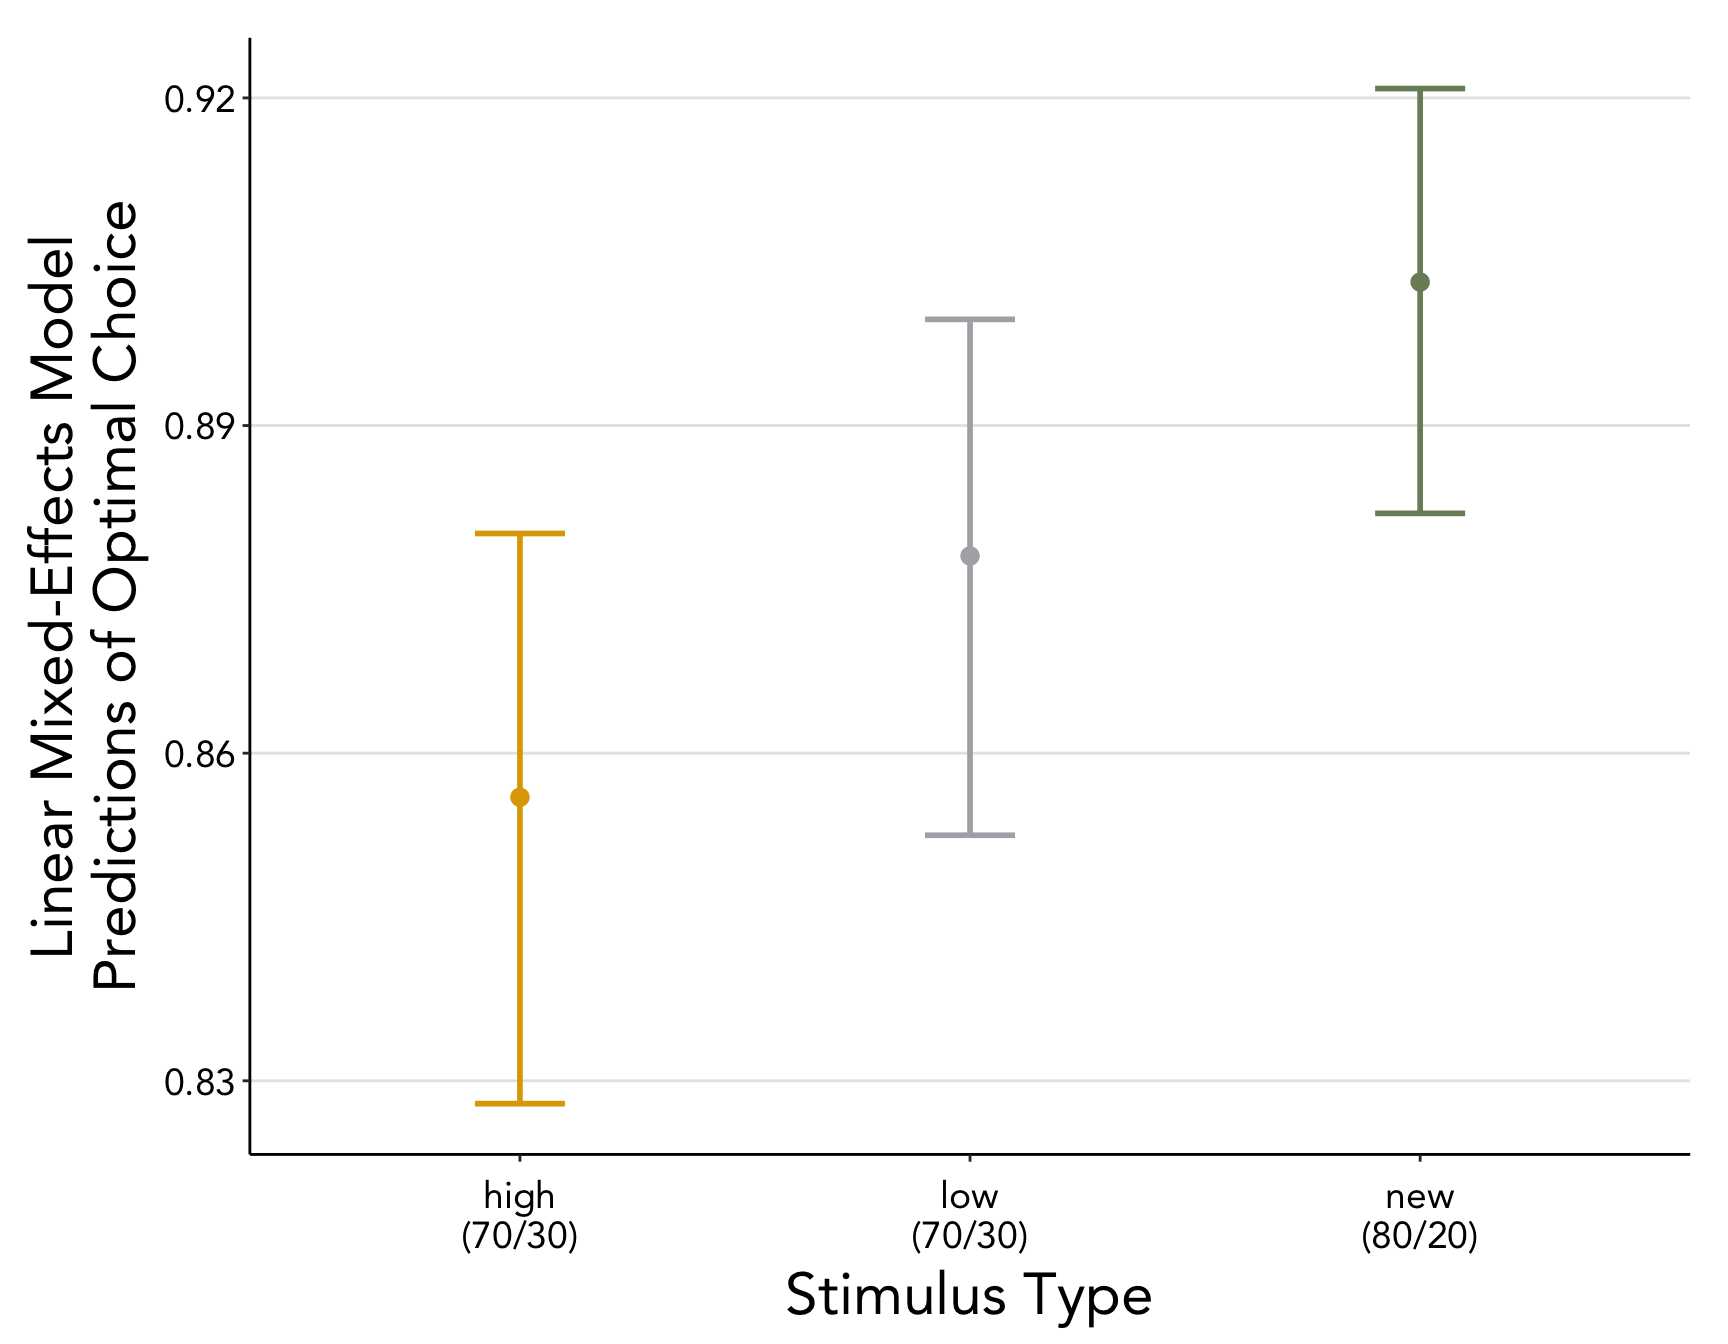 Linear Mixed-Effects Model
Predictions of Optimal Choice
0.92
0.89
0.86
0.83
high
(70/30)
low
(70/30)
new
(80/20)
Stimulus Type